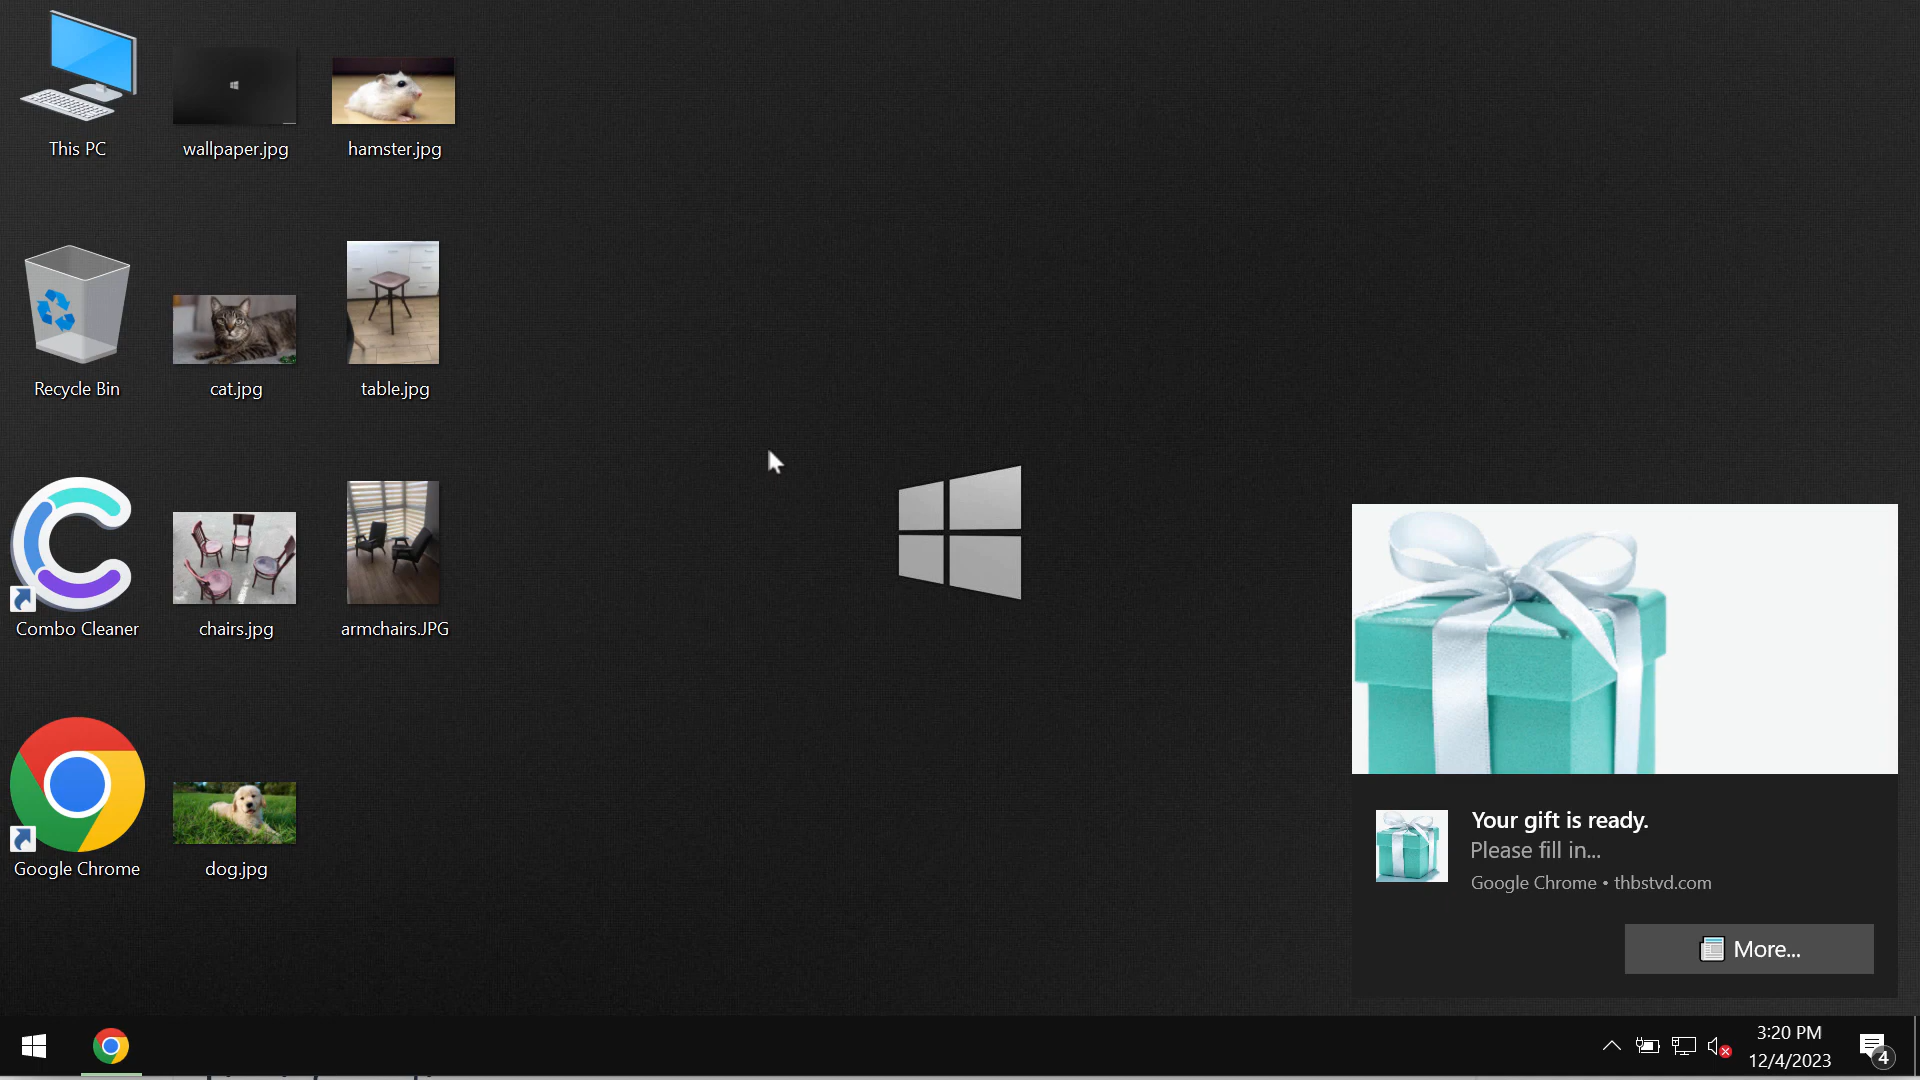 This PC
wallpaper.jpg
hamster.jpg
Recycle Bin
cat.jpg
table.jpg
Combo Cleaner
chairs.jpg
armchairs.JPG
Google Chrome
dog.jpg
Your gift is ready.
Please fill in...
Google Chrome • thbstvd.com
More...
3:20 PM
12/4/2023
4